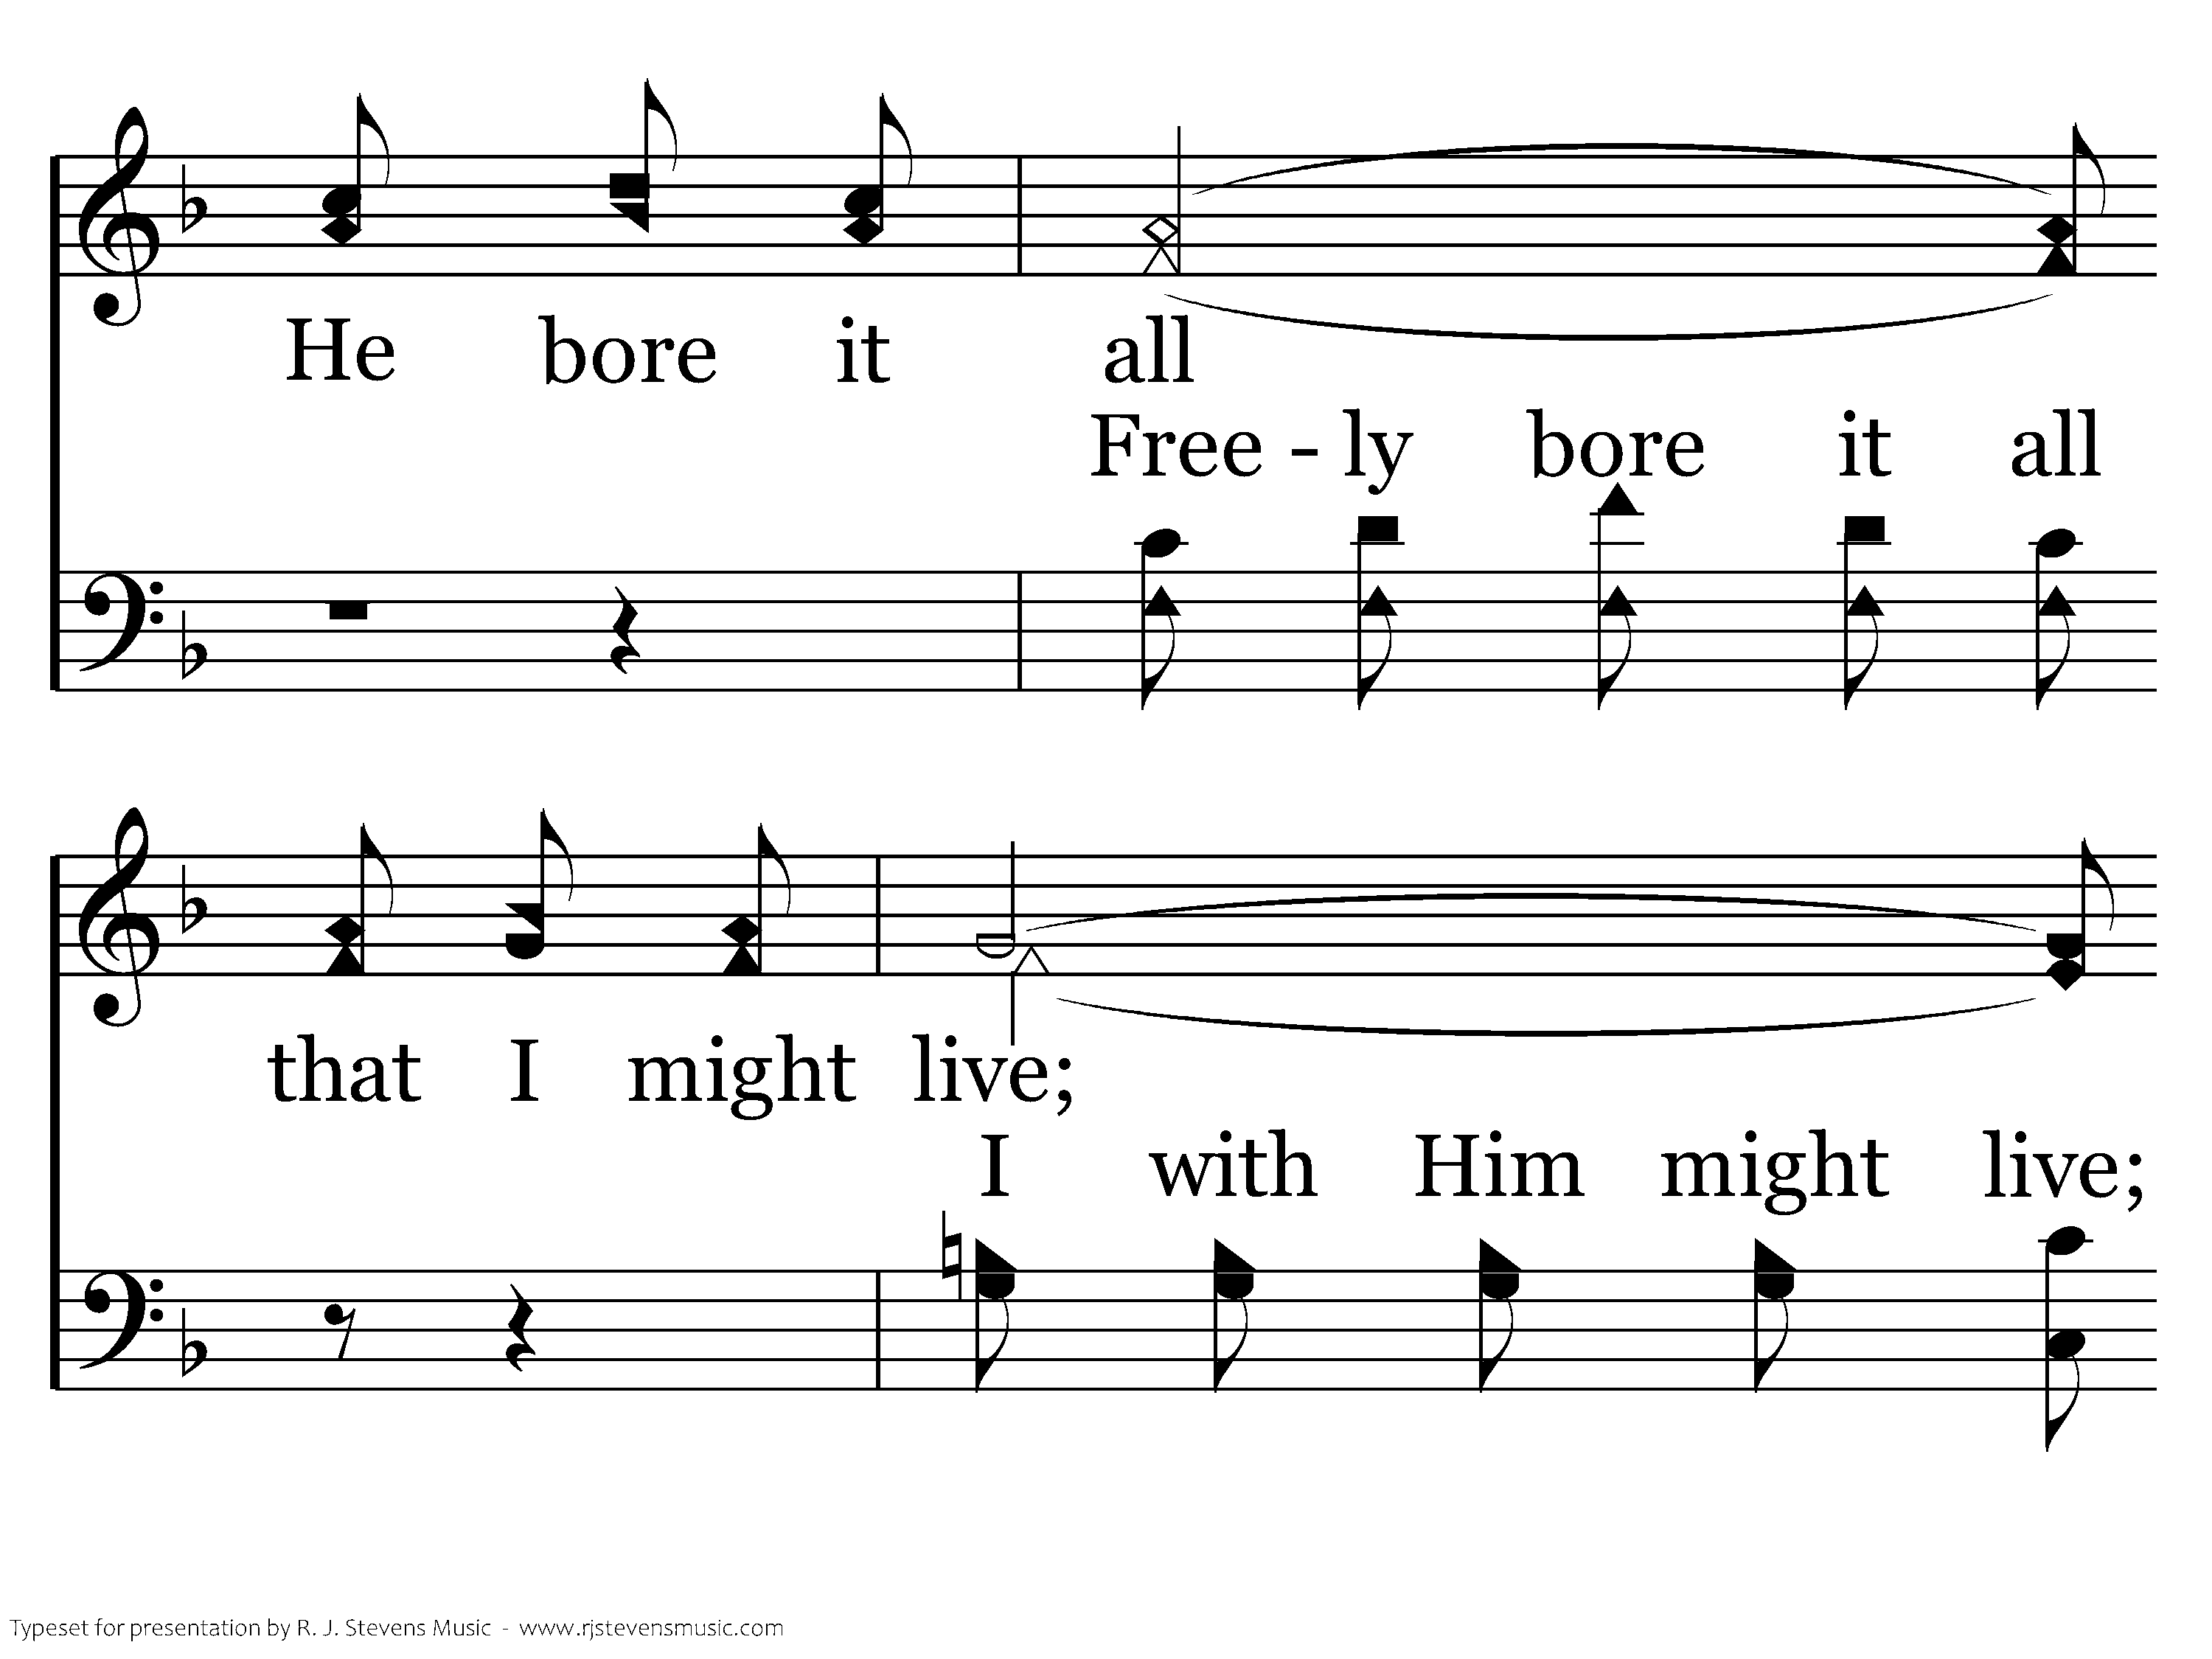 He bore it all
Free - ly bore it all
that I might live;
I with Him might live;
Typeset for presentation by R. J. Stevens Music - www.rjstevensmusic.com